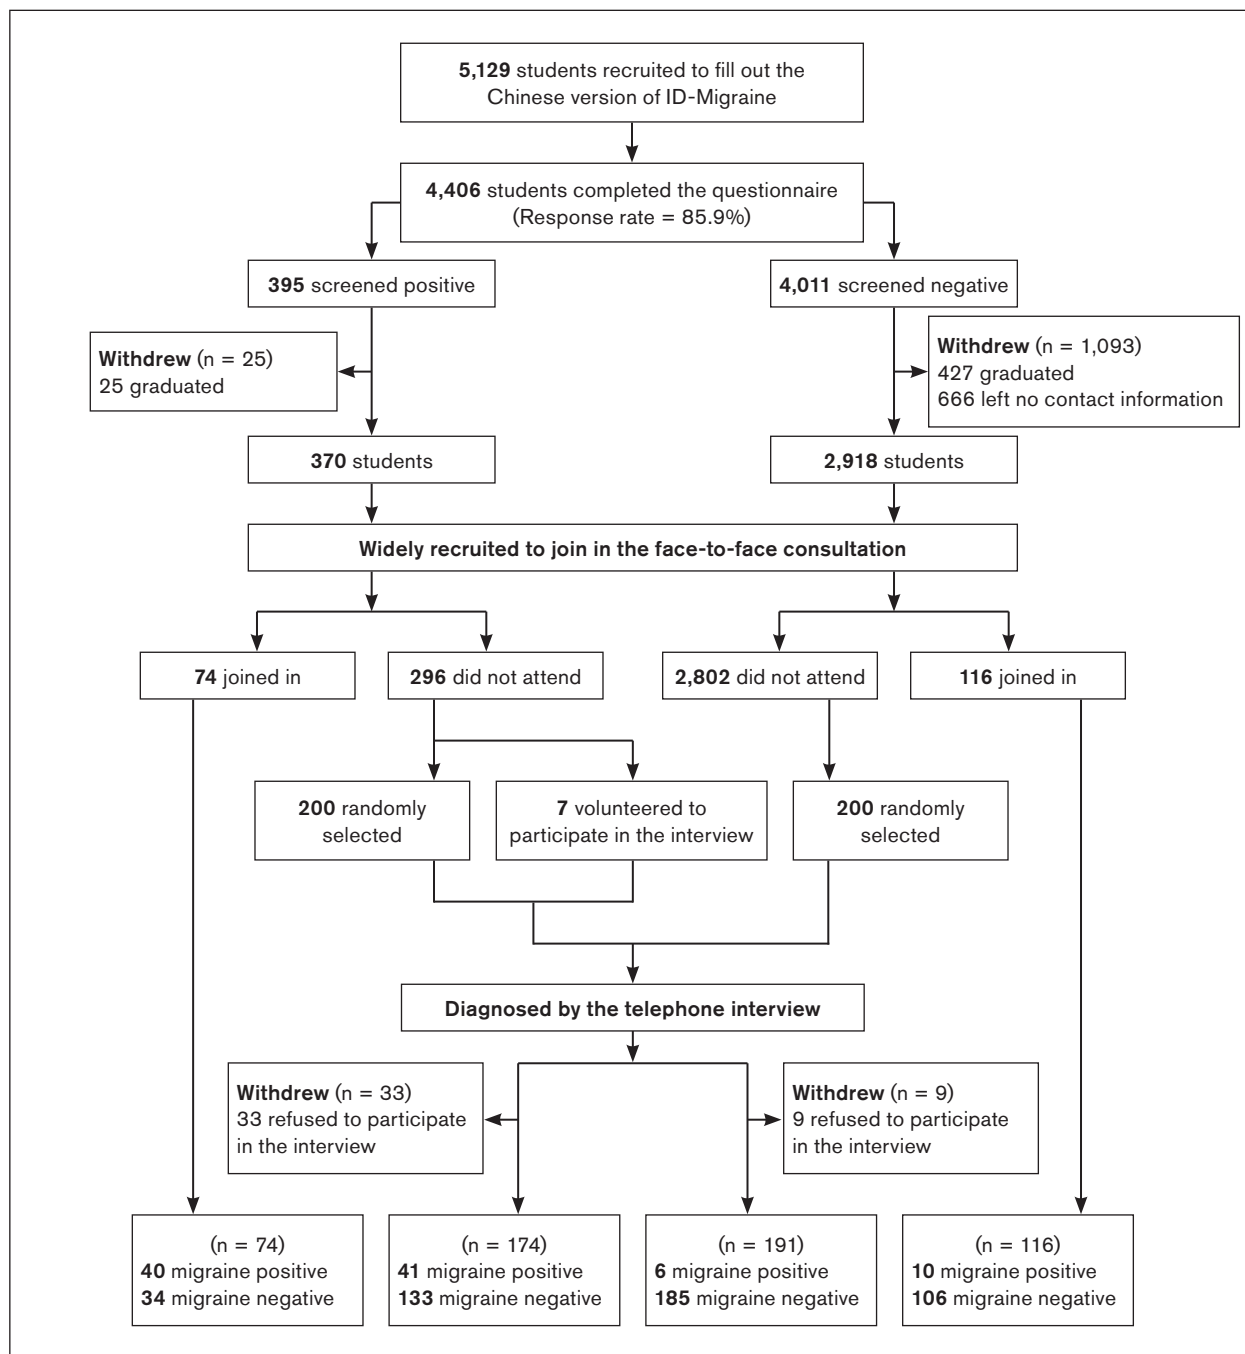 5,129 students recruited to fill out the
Chinese version of ID-Migraine
4,406 students completed the questionnaire
(Response rate = 85.9%)
395 screened positive
4,011 screened negative
Withdrew (n = 25)
25 graduated
Withdrew (n = 1,093)
427 graduated
666 left no contact information
370 students
2,918 students
Widely recruited to join in the face-to-face consultation
74 joined in
296 did not attend
2,802 did not attend
116 joined in
200 randomly
selected
7 volunteered to
participate in the interview
200 randomly
selected
Diagnosed by the telephone interview
Withdrew (n = 33)
33 refused to participate
in the interview
Withdrew (n = 9)
9 refused to participate
in the interview
(n = 74)
40 migraine positive
34 migraine negative
(n = 174)
41 migraine positive
133 migraine negative
(n = 191)
6 migraine positive
185 migraine negative
(n = 116)
10 migraine positive
106 migraine negative